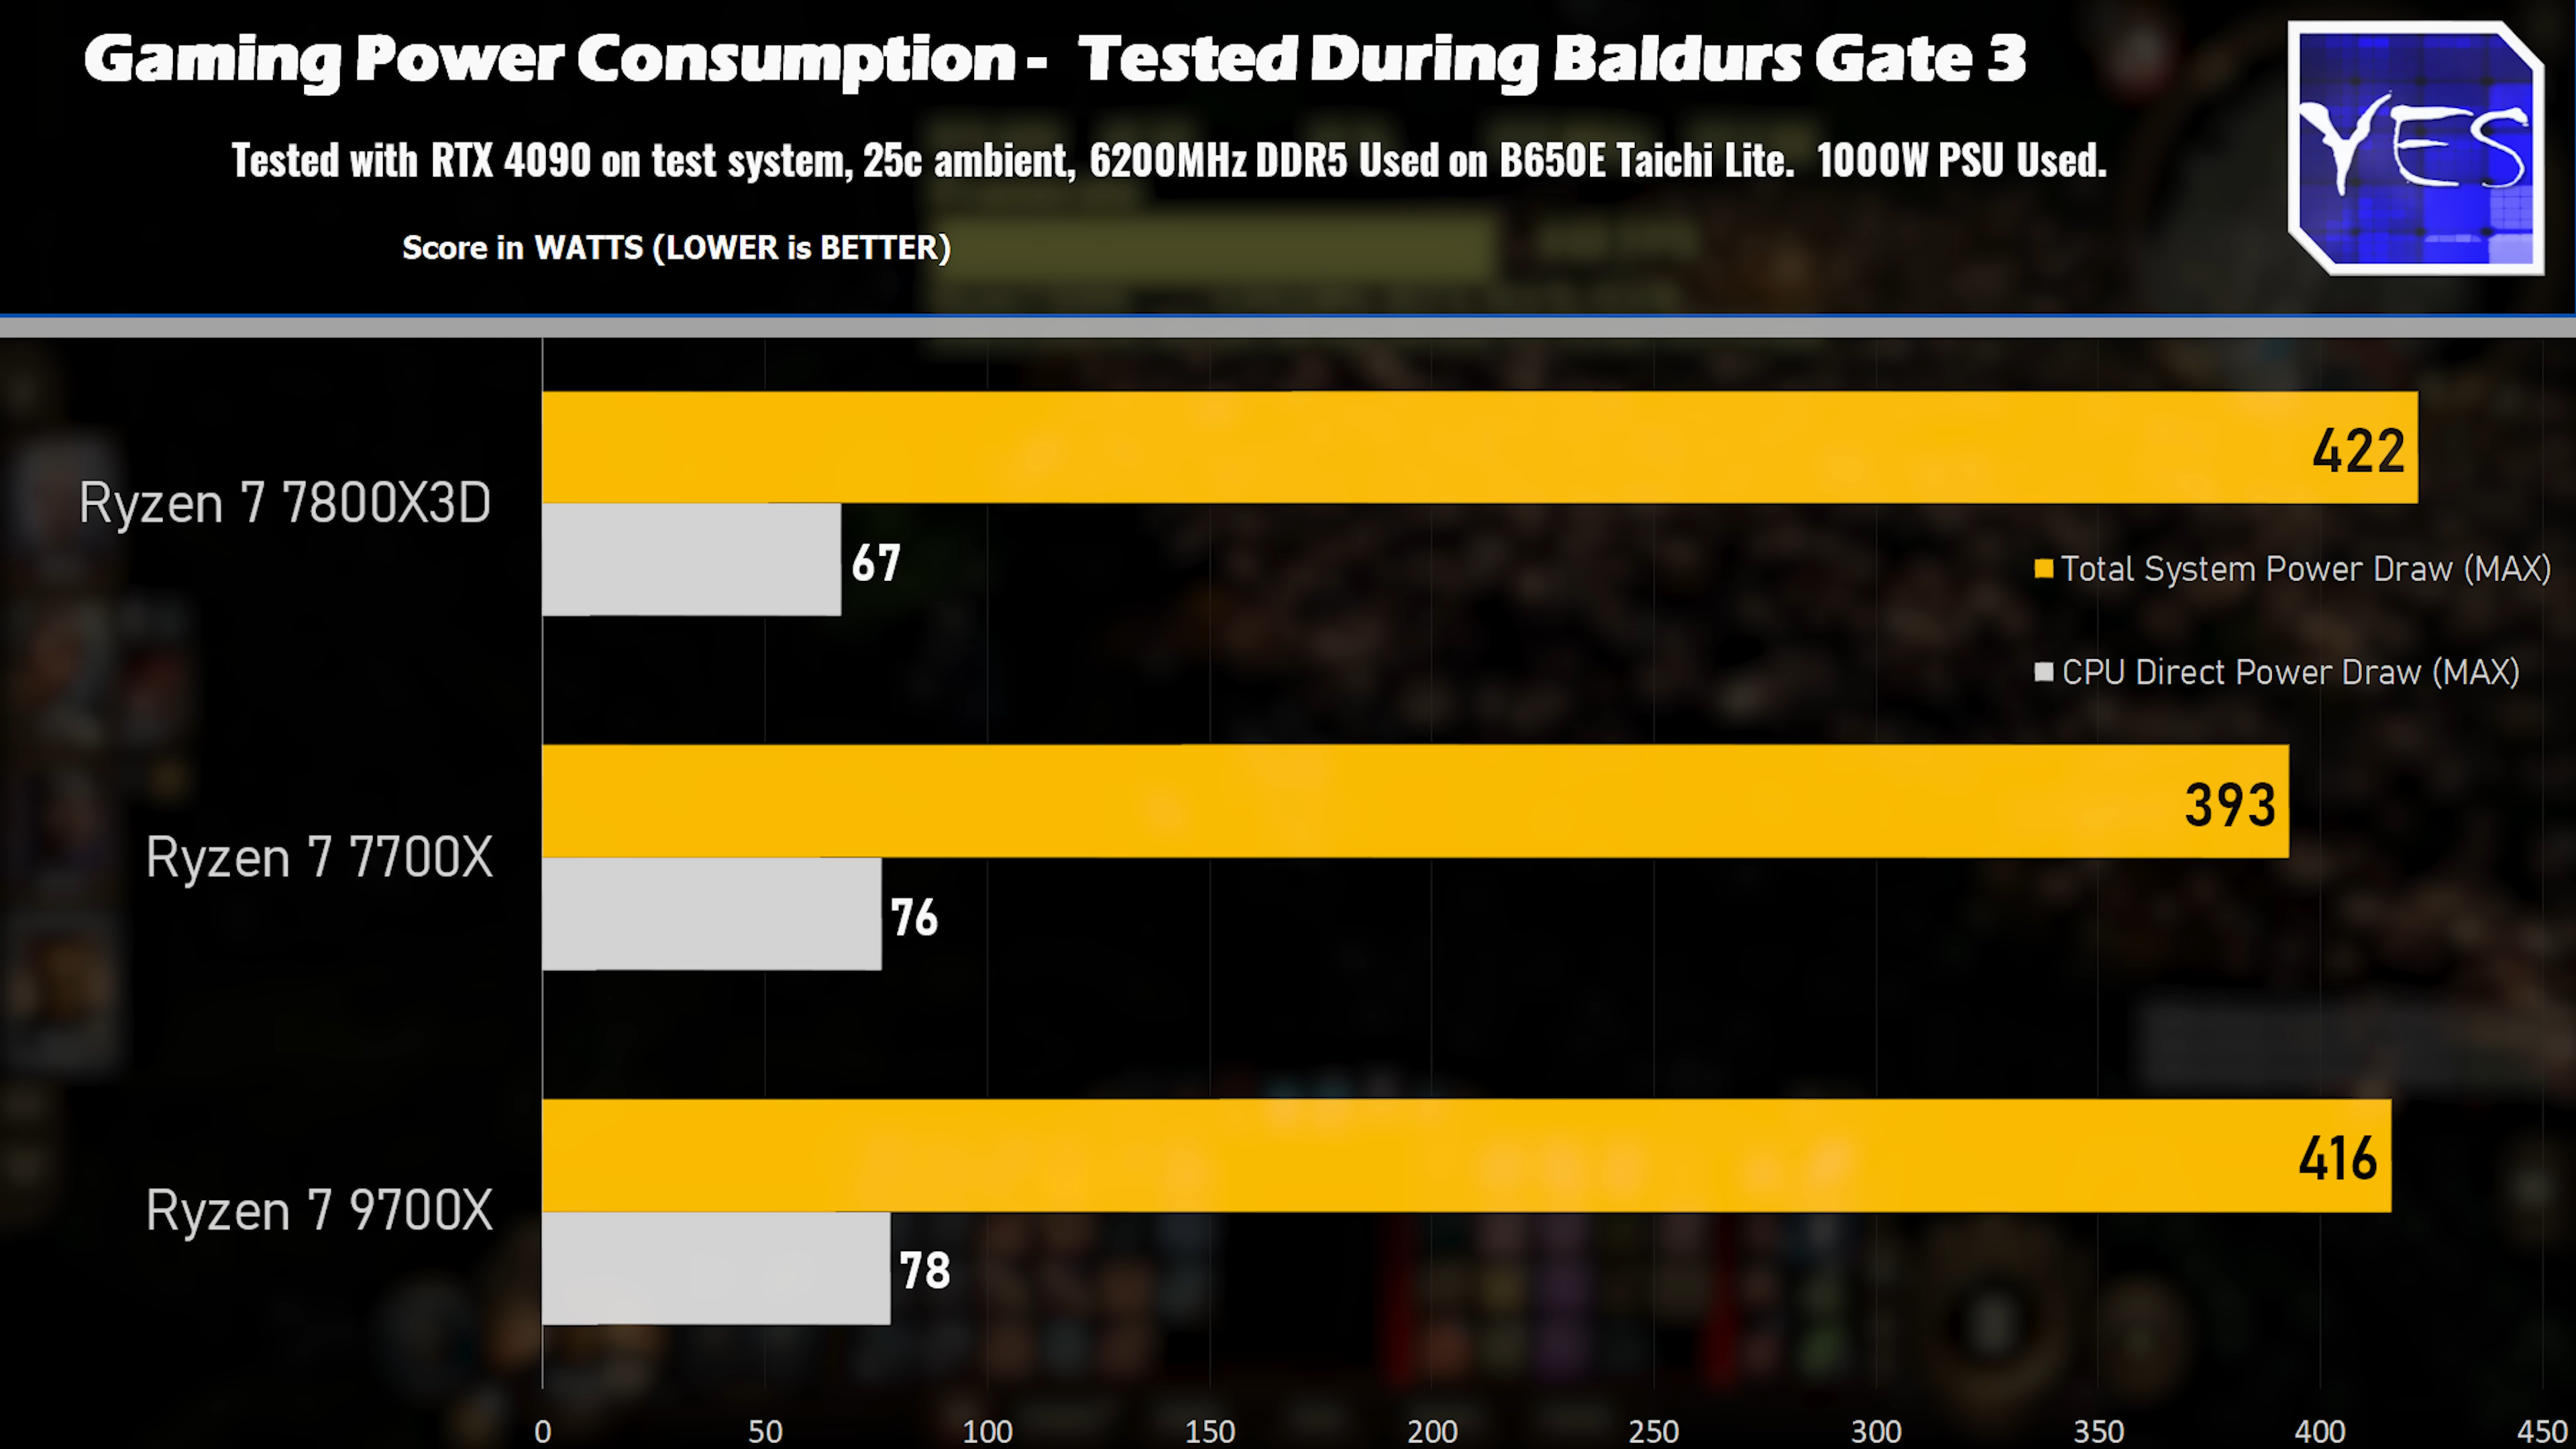 Gaming Power Consumption - Tested During Baldurs Gate 3
YES
Tested with RTX 4090 on test system, 25c ambient, 6200MHz DDR5 Used on B650E Taichi Lite. 1000W PSU Used.
Score in WATTS (LOWER is BETTER)
422
Ryzen 7 7800X3D
67
Total System Power Draw (MAX)
CPU Direct Power Draw (MAX)
393
Ryzen 7 7700X
76
416
Ryzen 7 9700X
78
0 50 100 150 200 250 300 350 400 450